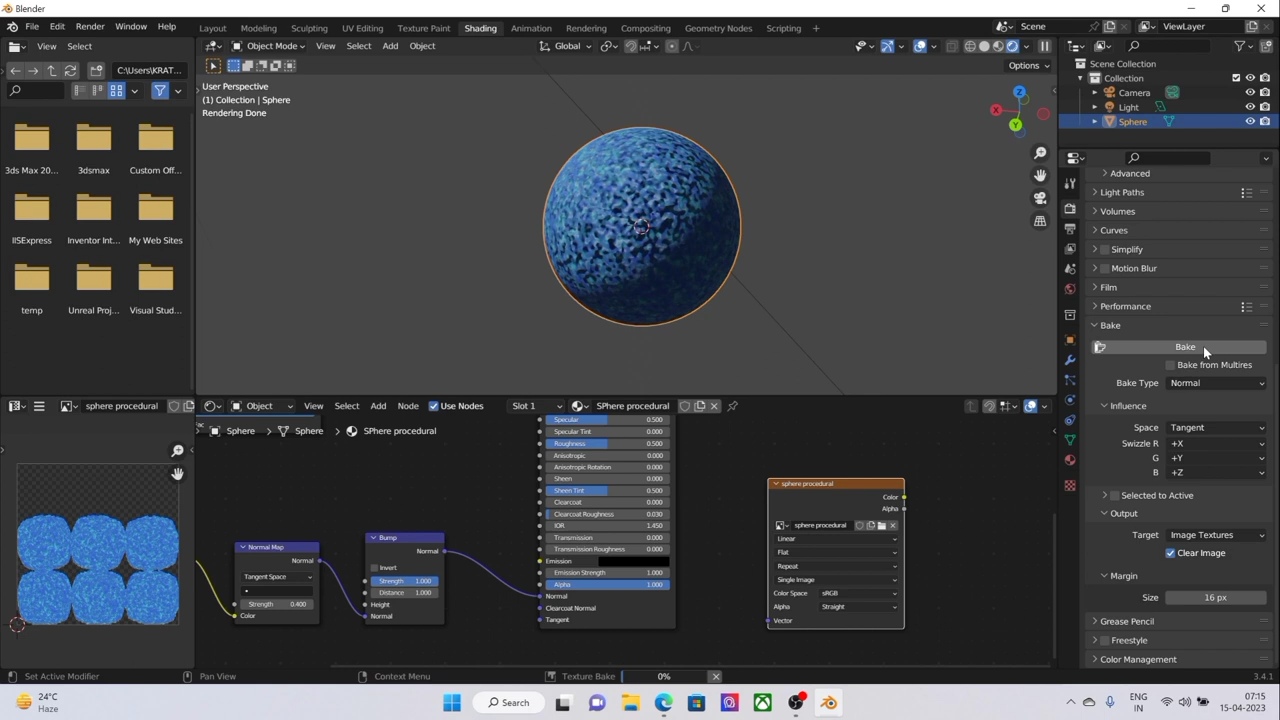 Blender
File Edit Render Window Help
Layout Modeling Sculpting UV Editing Texture Paint Shading Animation Rendering Compositing Geometry Nodes Scripting +
Scene
ViewLayer
View Select
Object Mode View Select Add Object
Global
Options
C:\Users\KRAT...
3ds Max 20...
3dsmax
Custom Off...
IISExpress
Inventor Int...
My Web Sites
temp
Unreal Proj...
Visual Stud...
User Perspective
(1) Collection | Sphere
Rendering Done
X
Y
Z
Scene Collection
Collection
Camera
Light
Sphere
Advanced
Light Paths
Volumes
Curves
Simplify
Motion Blur
Film
Performance
Bake
Bake
Bake from Multires
Bake Type Normal
Influence
Space Tangent
Swizzle R +X
G +Y
B +Z
Selected to Active
Output
Target Image Textures
Clear Image
Margin
Size 16 px
Grease Pencil
Freestyle
Color Management
sphere procedural
Object View Select Add Node Use Nodes Slot 1 SPherre procedural
Sphere > Sphere > SPhere procedural
Normal Map
Normal
Tangent Space
Strength 0.400
Color
Bump
Normal
Invert
Strength 1.000
Distance 1.000
Height
Normal
Specular 0.500
Specular Tint 0.000
Roughness 0.500
Anisotropic 0.000
Anisotropic Rotation 0.000
Sheen 0.000
Sheen Tint 0.500
Clearcoat 0.000
Clearcoat Roughness 0.030
IOR 1.450
Transmission 0.000
Transmission Roughness 0.000
Emission
Emission Strength 1.000
Alpha 1.000
Normal
Clearcoat Normal
Tangent
sphere procedural
Color
Alpha
sphere procedural
Linear
Flat
Repeat
Single Image
Color Space sRGB
Alpha Straight
Vector
Set Active Modifier
Pan View
Context Menu
Texture Bake 0%
3.4.1
24°C
Haze
Search
ENG
IN
07:15
15-04-2023